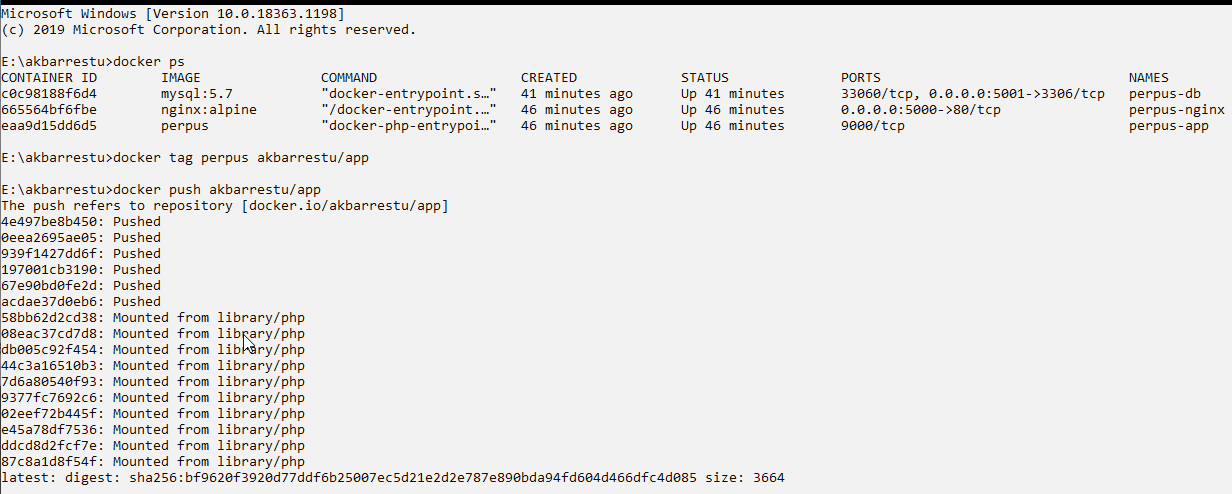 Microsoft Windows [Version 10.0.18363.1198]
(c) 2019 Microsoft Corporation. All rights reserved.
E:\akbarrestu>docker ps
CONTAINER ID IMAGE COMMAND CREATED STATUS PORTS NAMES
c0c98188f6d4 mysql:5.7 "docker-entrypoint.s…" 41 minutes ago Up 41 minutes 33060/tcp, 0.0.0.0:5001->3306/tcp perpus-db
665564bf6fbe nginx:alpine "/docker-entrypoint.…" 46 minutes ago Up 46 minutes 0.0.0.0:5000->80/tcp perpus-nginx
eaa9d15dd6d5 perpus "docker-php-entrypoi…" 46 minutes ago Up 46 minutes 9000/tcp perpus-app
E:\akbarrestu>docker tag perpus akbarrestu/app
E:\akbarrestu>docker push akbarrestu/app
The push refers to repository [docker.io/akbarrestu/app]
4e497be8b450: Pushed
0eea2695ae05: Pushed
939f1427dd6f: Pushed
197001cb3190: Pushed
67e90bd0fe2d: Pushed
acdae37d0eb6: Pushed
58bb62d2cd38: Mounted from library/php
08eac37cd7d8: Mounted from library/php
db005c92f454: Mounted from library/php
44c3a16510b3: Mounted from library/php
7d6a80540f93: Mounted from library/php
9377fc7692c6: Mounted from library/php
02eef72b445f: Mounted from library/php
e45a78df7536: Mounted from library/php
ddcd8d2fcf7e: Mounted from library/php
87c8a1d8f54f: Mounted from library/php
latest: digest: sha256:bf9620f3920d77ddf6b25007ec5d21e2d2e787e890bda94fd604d466dfc4d085 size: 3664